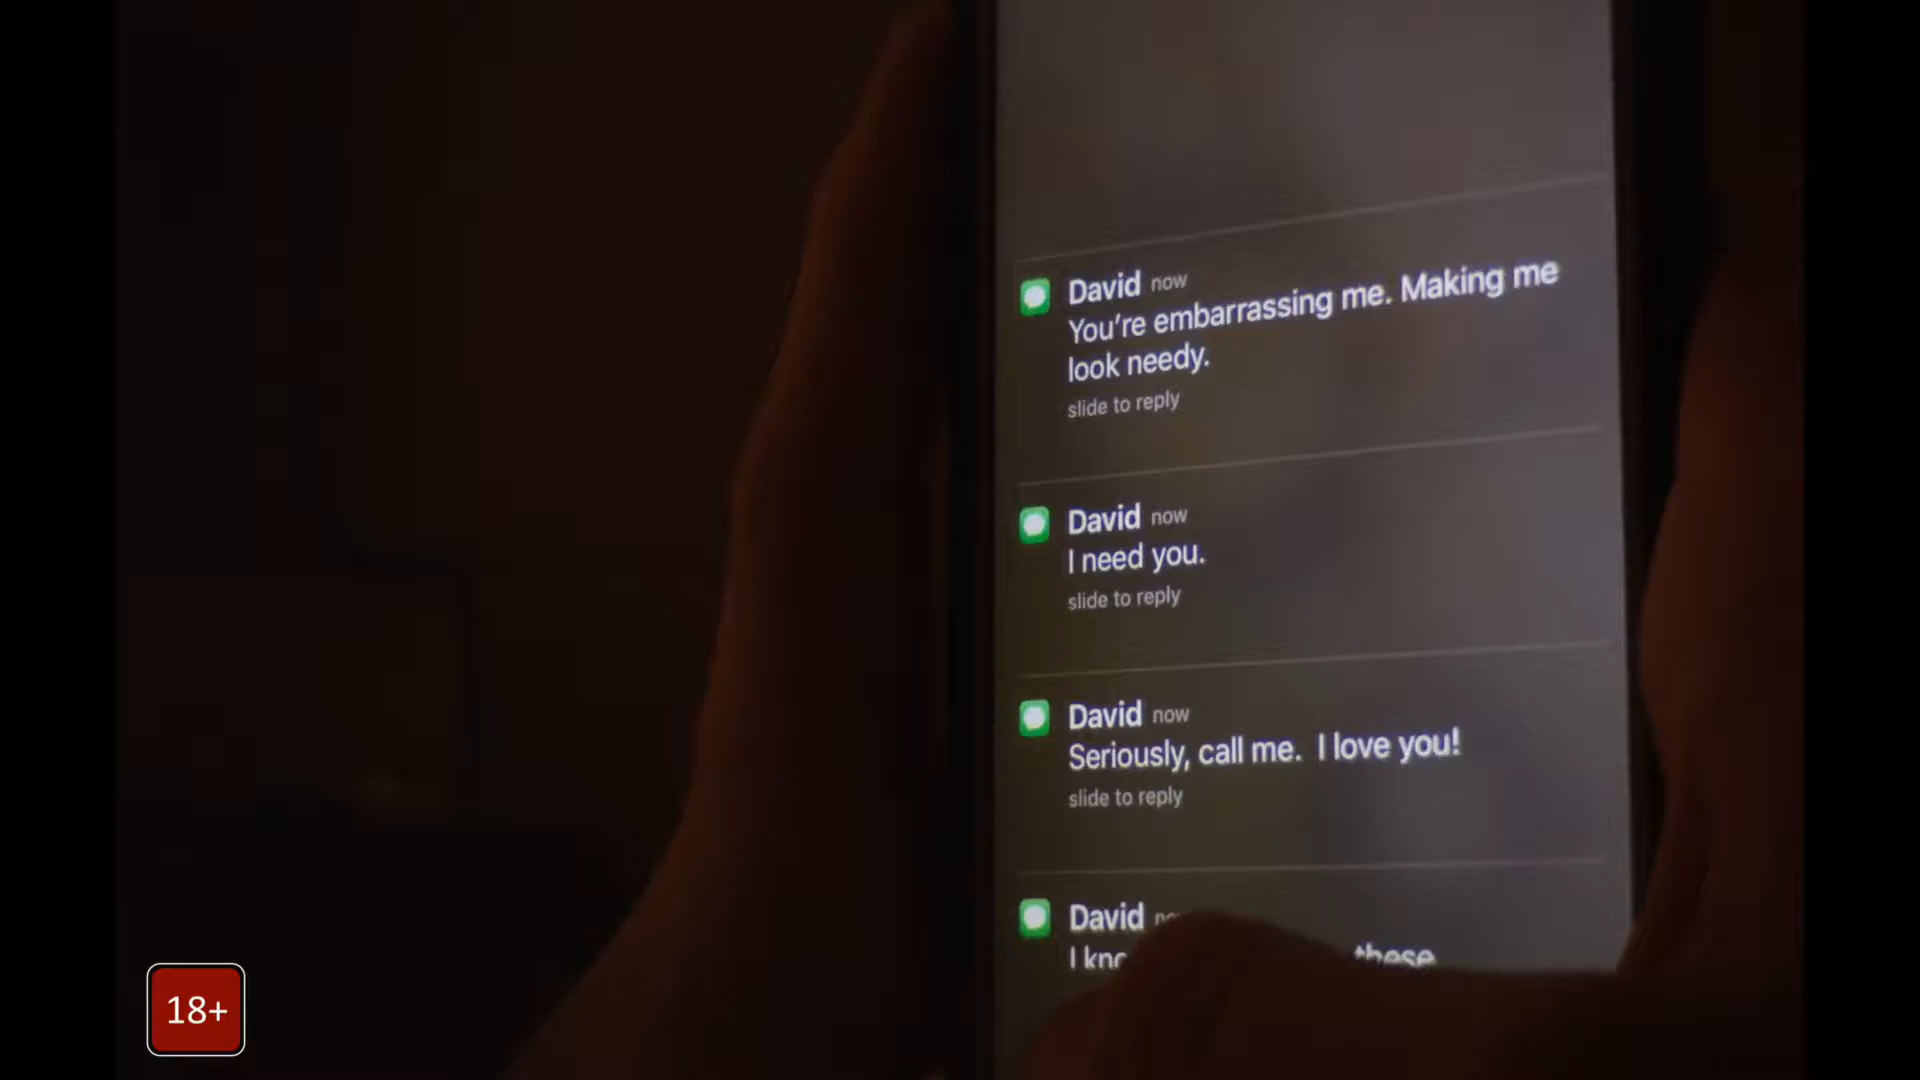 David now
You're embarrassing me. Making me
look needy.
slide to reply
David now
I need you.
slide to reply
David now
Seriously, call me. I love you!
slide to reply
David
I these
18+